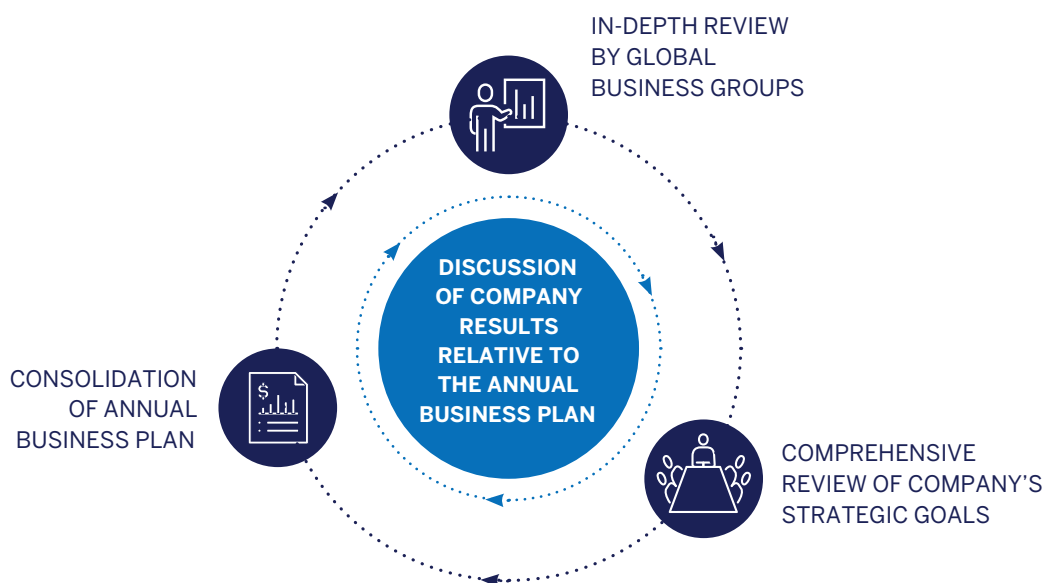 IN-DEPTH REVIEW
BY GLOBAL
BUSINESS GROUPS
DISCUSSION
OF COMPANY
RESULTS
RELATIVE TO
THE ANNUAL
BUSINESS PLAN
CONSOLIDATION
OF ANNUAL
BUSINESS PLAN
$
COMPREHENSIVE
REVIEW OF COMPANY’S
STRATEGIC GOALS